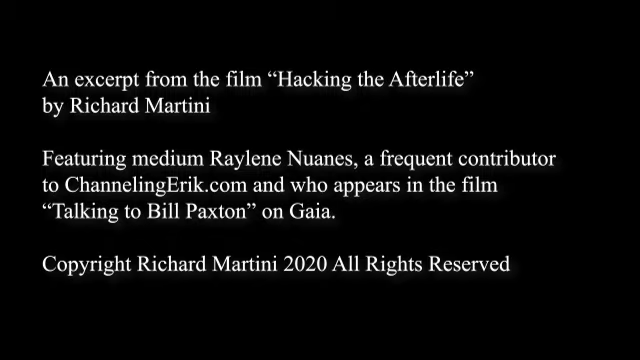 An excerpt from the film “Hacking the Afterlife”
by Richard Martini
Featuring medium Raylene Nuanes, a frequent contributor
to ChannelingErik.com and who appears in the film
“Talking to Bill Paxton” on Gaia.
Copyright Richard Martini 2020 All Rights Reserved